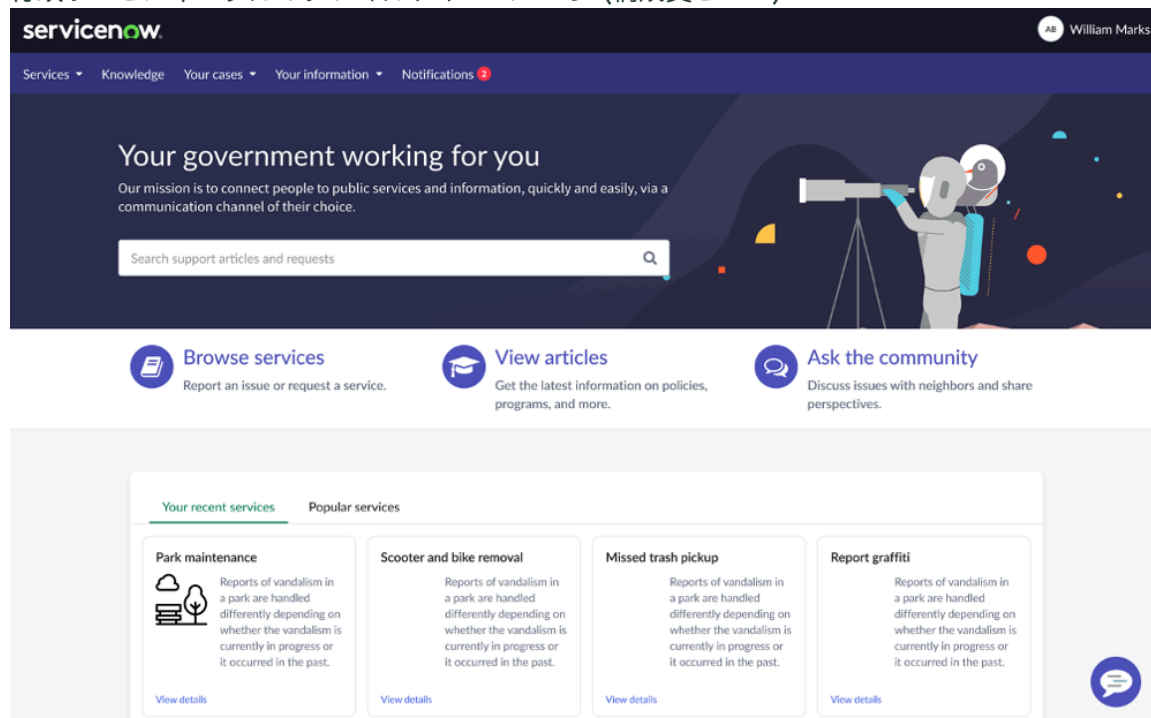 servicenow.
AB William Marks
Services Knowledge Your cases Your information Notifications 2
Your government working for you
Our mission is to connect people to public services and information, quickly and easily, via a
communication channel of their choice.
Search support articles and requests
Browse services
Report an issue or request a service.
View articles
Get the latest information on policies,
programs, and more.
Ask the community
Discuss issues with neighbors and share
perspectives.
Your recent services Popular services
Park maintenance
Reports of vandalism in
a park are handled
differently depending on
whether the vandalism is
currently in progress or
it occurred in the past.
View details
Scooter and bike removal
Reports of vandalism in
a park are handled
differently depending on
whether the vandalism is
currently in progress or
it occurred in the past.
View details
Missed trash pickup
Reports of vandalism in
a park are handled
differently depending on
whether the vandalism is
currently in progress or
it occurred in the past.
View details
Report graffiti
Reports of vandalism in
a park are handled
differently depending on
whether the vandalism is
currently in progress or
it occurred in the past.
View details